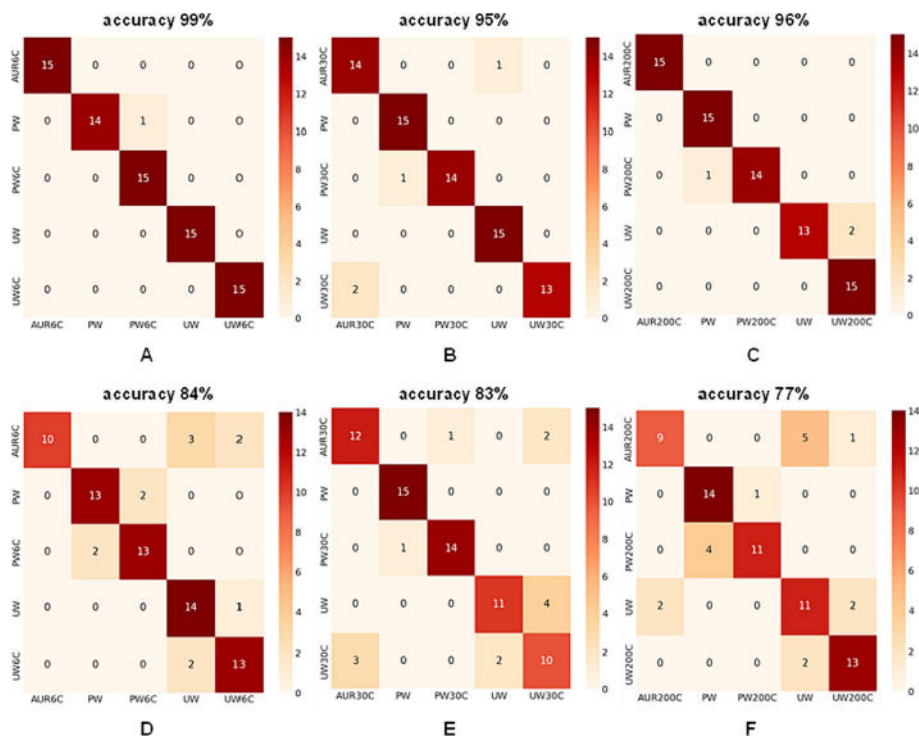 accuracy 99%
14
12
10
8
6
4
2
0
AUR6C 15 0 0 0 0
PW 0 14 1 0 0
PW6C 0 0 15 0 0
UW 0 0 0 15 0
UW6C 0 0 0 0 15
AUR6C PW PW6C UW UW6C
A
accuracy 95%
14
12
10
8
6
4
2
0
AUR30C 14 0 0 1 0
PW 0 15 0 0 0
PW30C 0 1 14 0 0
UW 0 0 0 15 0
UW30C 2 0 0 0 13
AUR30C PW PW30C UW UW30C
B
accuracy 96%
14
12
10
8
6
4
2
0
AUR200C 15 0 0 0 0
PW 0 15 0 0 0
PW200C 0 1 14 0 0
UW 0 0 0 13 2
UW200C 0 0 0 0 15
AUR200C PW PW200C UW UW200C
C
accuracy 84%
14
12
10
8
6
4
2
0
AUR6C 10 0 0 3 2
PW 0 13 2 0 0
PW6C 0 2 13 0 0
UW 0 0 0 14 1
UW6C 0 0 0 2 13
AUR6C PW PW6C UW UW6C
D
accuracy 83%
14
12
10
8
6
4
2
0
AUR30C 12 0 1 0 2
PW 0 15 0 0 0
PW30C 0 1 14 0 0
UW 0 0 0 11 4
UW30C 3 0 0 2 10
AUR30C PW PW30C UW UW30C
E
accuracy 77%
14
12
10
8
6
4
2
0
AUR200C 9 0 0 5 1
PW 0 14 1 0 0
PW200C 0 4 11 0 0
UW 2 0 0 11 2
UW200C 0 0 0 2 13
AUR200C PW PW200C UW UW200C
F